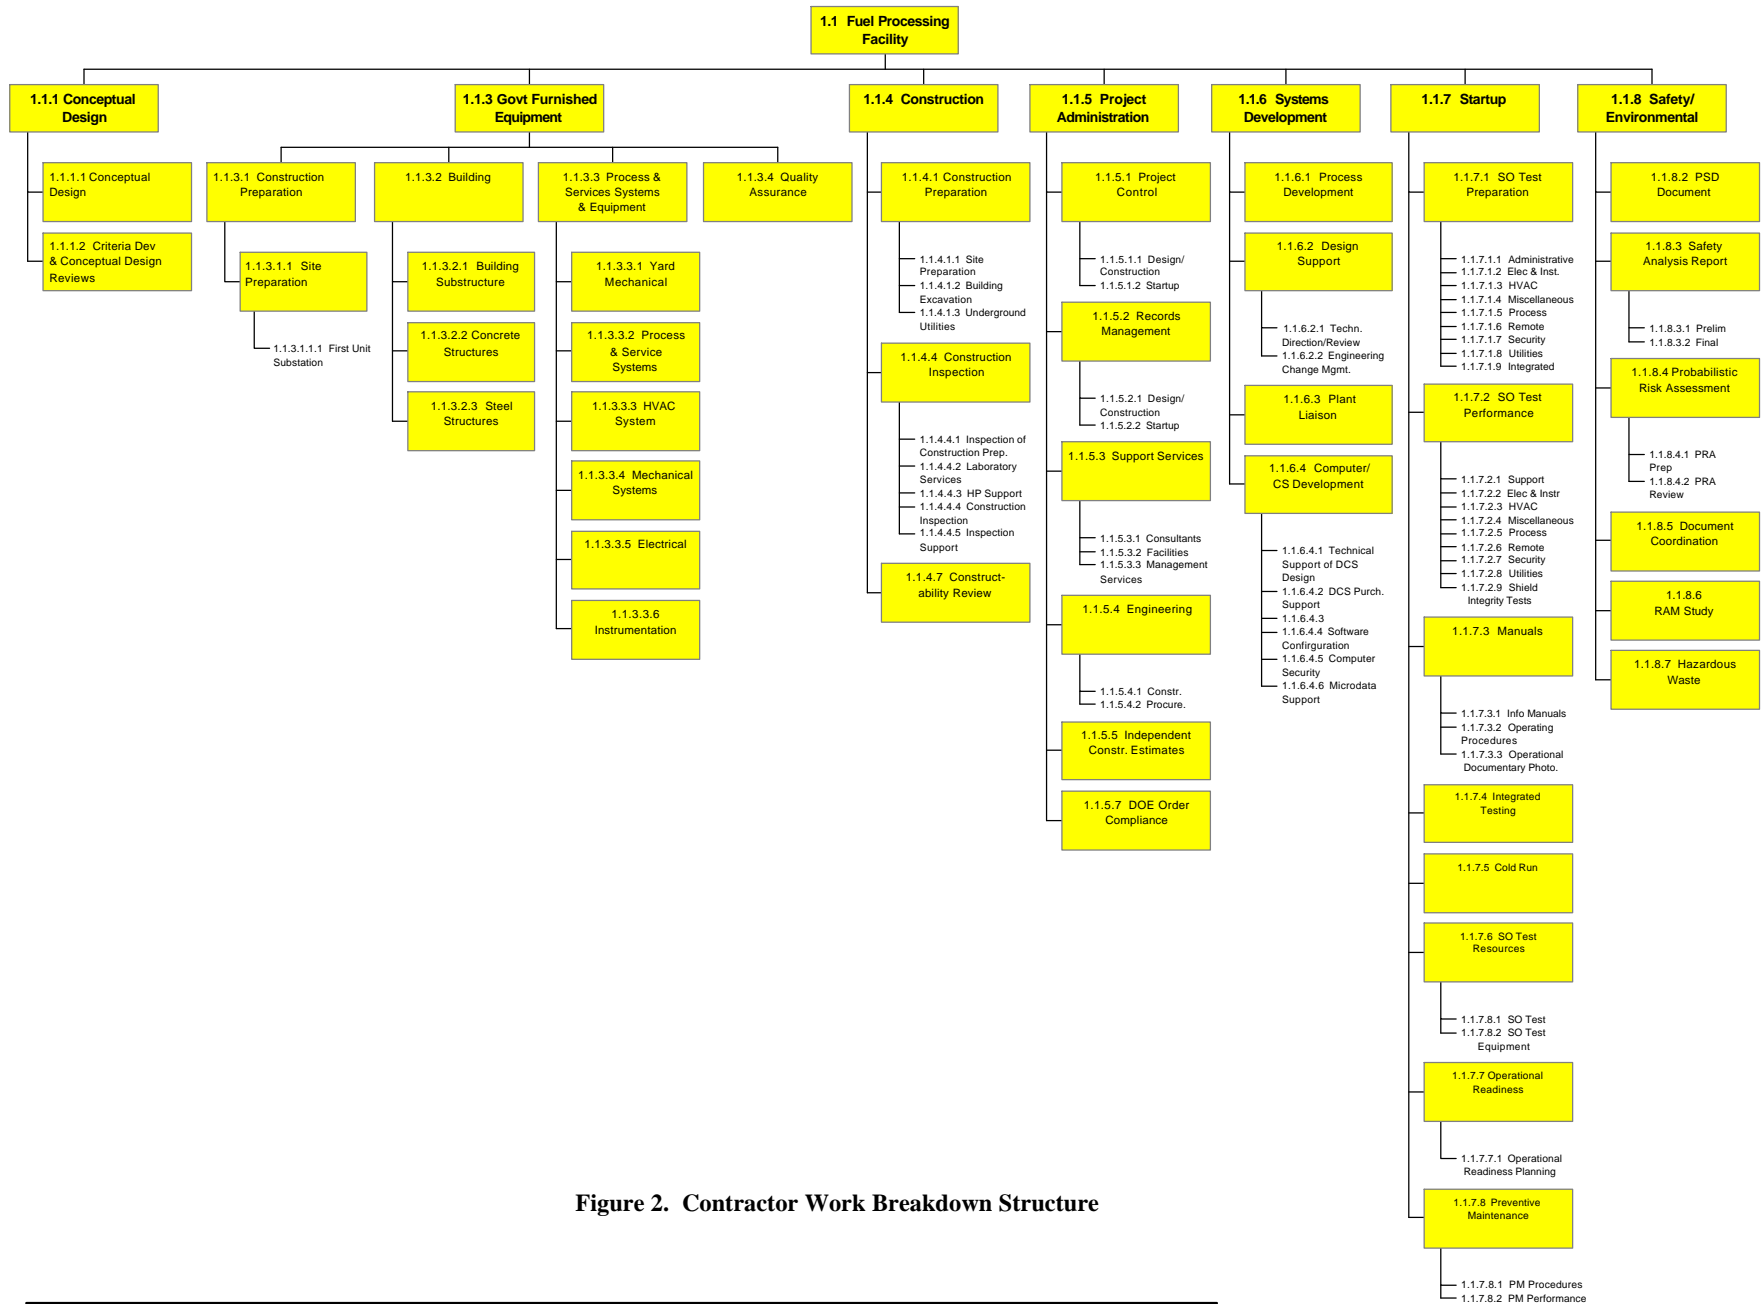 1.1 Fuel Processing
Facility
1.1.1 Conceptual
Design
1.1.1.1 Conceptual
Design
1.1.1.2 Criteria Dev
& Conceptual Design
Reviews
1.1.3 Govt Furnished
Equipment
1.1.3.1 Construction
Preparation
1.1.3.1.1 Site
Preparation
1.1.3.1.1.1 First Unit
Substation
1.1.3.2 Building
1.1.3.2.1 Building
Substructure
1.1.3.2.2 Concrete
Structures
1.1.3.2.3 Steel
Structures
1.1.3.3 Process &
Services Systems
& Equipment
1.1.3.3.1 Yard
Mechanical
1.1.3.3.2 Process
& Service
Systems
1.1.3.3.3 HVAC
System
1.1.3.3.4 Mechanical
Systems
1.1.3.3.5 Electrical
1.1.3.3.6
Instrumentation
1.1.3.4 Quality
Assurance
1.1.4 Construction
1.1.4.1 Construction
Preparation
1.1.4.1.1 Site
Preparation
1.1.4.1.2 Building
Excavation
1.1.4.1.3 Underground
Utilities
1.1.4.4 Construction
Inspection
1.1.4.4.1 Inspection of
Construction Prep.
1.1.4.4.2 Laboratory
Services
1.1.4.4.3 HP Support
1.1.4.4.4 Construction
Inspection
1.1.4.4.5 Inspection
Support
1.1.4.7 Construct-
ability Review
1.1.5 Project
Administration
1.1.5.1 Project
Control
1.1.5.1.1 Design/
Construction
1.1.5.1.2 Startup
1.1.5.2 Records
Management
1.1.5.2.1 Design/
Construction
1.1.5.2.2 Startup
1.1.5.3 Support Services
1.1.5.3.1 Consultants
1.1.5.3.2 Facilities
1.1.5.3.3 Management
Services
1.1.5.4 Engineering
1.1.5.4.1 Constr.
1.1.5.4.2 Procure.
1.1.5.5 Independent
Constr. Estimates
1.1.5.7 DOE Order
Compliance
1.1.6 Systems
Development
1.1.6.1 Process
Development
1.1.6.2 Design
Support
1.1.6.2.1 Techn.
Direction/Review
1.1.6.2.2 Engineering
Change Mgmt.
1.1.6.3 Plant
Liaison
1.1.6.4 Computer/
CS Development
1.1.6.4.1 Technical
Support of DCS
Design
1.1.6.4.2 DCS Purch.
Support
1.1.6.4.3
1.1.6.4.4 Software
Confirguration
1.1.6.4.5 Computer
Security
1.1.6.4.6 Microdata
Support
1.1.7 Startup
1.1.7.1 SO Test
Preparation
1.1.7.1.1 Administrative
1.1.7.1.2 Elec & Inst.
1.1.7.1.3 HVAC
1.1.7.1.4 Miscellaneous
1.1.7.1.5 Process
1.1.7.1.6 Remote
1.1.7.1.7 Security
1.1.7.1.8 Utilities
1.1.7.1.9 Integrated
1.1.7.2 SO Test
Performance
1.1.7.2.1 Support
1.1.7.2.2 Elec & Instr
1.1.7.2.3 HVAC
1.1.7.2.4 Miscellaneous
1.1.7.2.5 Process
1.1.7.2.6 Remote
1.1.7.2.7 Security
1.1.7.2.8 Utilities
1.1.7.2.9 Shield
Integrity Tests
1.1.7.3 Manuals
1.1.7.3.1 Info Manuals
1.1.7.3.2 Operating
Procedures
1.1.7.3.3 Operational
Documentary Photo.
1.1.7.4 Integrated
Testing
1.1.7.5 Cold Run
1.1.7.6 SO Test
Resources
1.1.7.8.1 SO Test
1.1.7.8.2 SO Test
Equipment
1.1.7.7 Operational
Readiness
1.1.7.7.1 Operational
Readiness Planning
1.1.7.8 Preventive
Maintenance
1.1.7.8.1 PM Procedures
1.1.7.8.2 PM Performance
1.1.8 Safety/
Environmental
1.1.8.2 PSD
Document
1.1.8.3 Safety
Analysis Report
1.1.8.3.1 Prelim
1.1.8.3.2 Final
1.1.8.4 Probabilistic
Risk Assessment
1.1.8.4.1 PRA
Prep
1.1.8.4.2 PRA
Review
1.1.8.5 Document
Coordination
1.1.8.6
RAM Study
1.1.8.7 Hazardous
Waste
Figure 2. Contractor Work Breakdown Structure